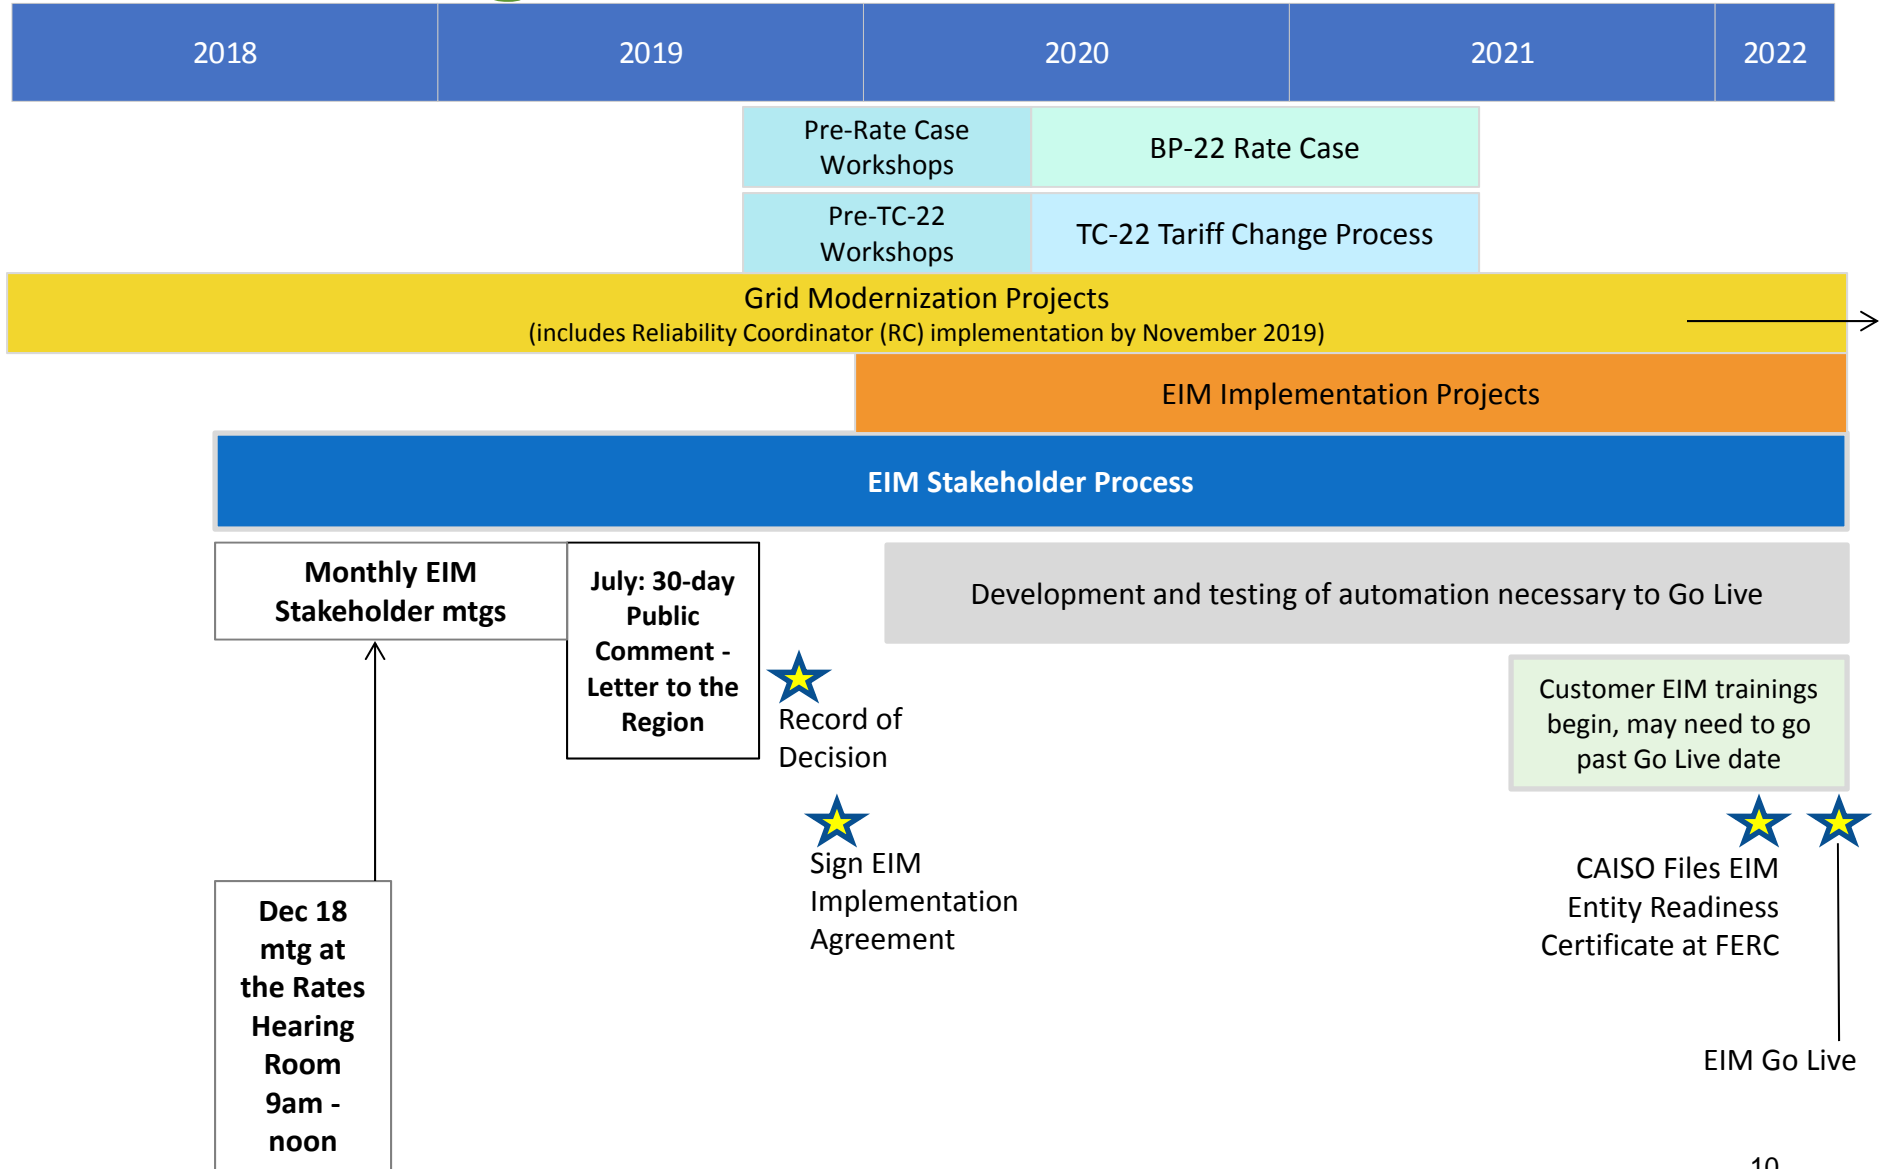 2018
2019
2020
2021
2022
Pre-Rate Case
Workshops
BP-22 Rate Case
Pre-TC-22
Workshops
TC-22 Tariff Change Process
Grid Modernization Projects
(includes Reliability Coordinator (RC) implementation by November 2019)
EIM Implementation Projects
EIM Stakeholder Process
Monthly EIM
Stakeholder mtgs
July: 30-day
Public
Comment -
Letter to the
Region
Development and testing of automation necessary to Go Live
Record of
Decision
Customer EIM trainings
begin, may need to go
past Go Live date
Sign EIM
Implementation
Agreement
CAISO Files EIM
Entity Readiness
Certificate at FERC
Dec 18
mtg at
the Rates
Hearing
Room
9am -
noon
EIM Go Live
10